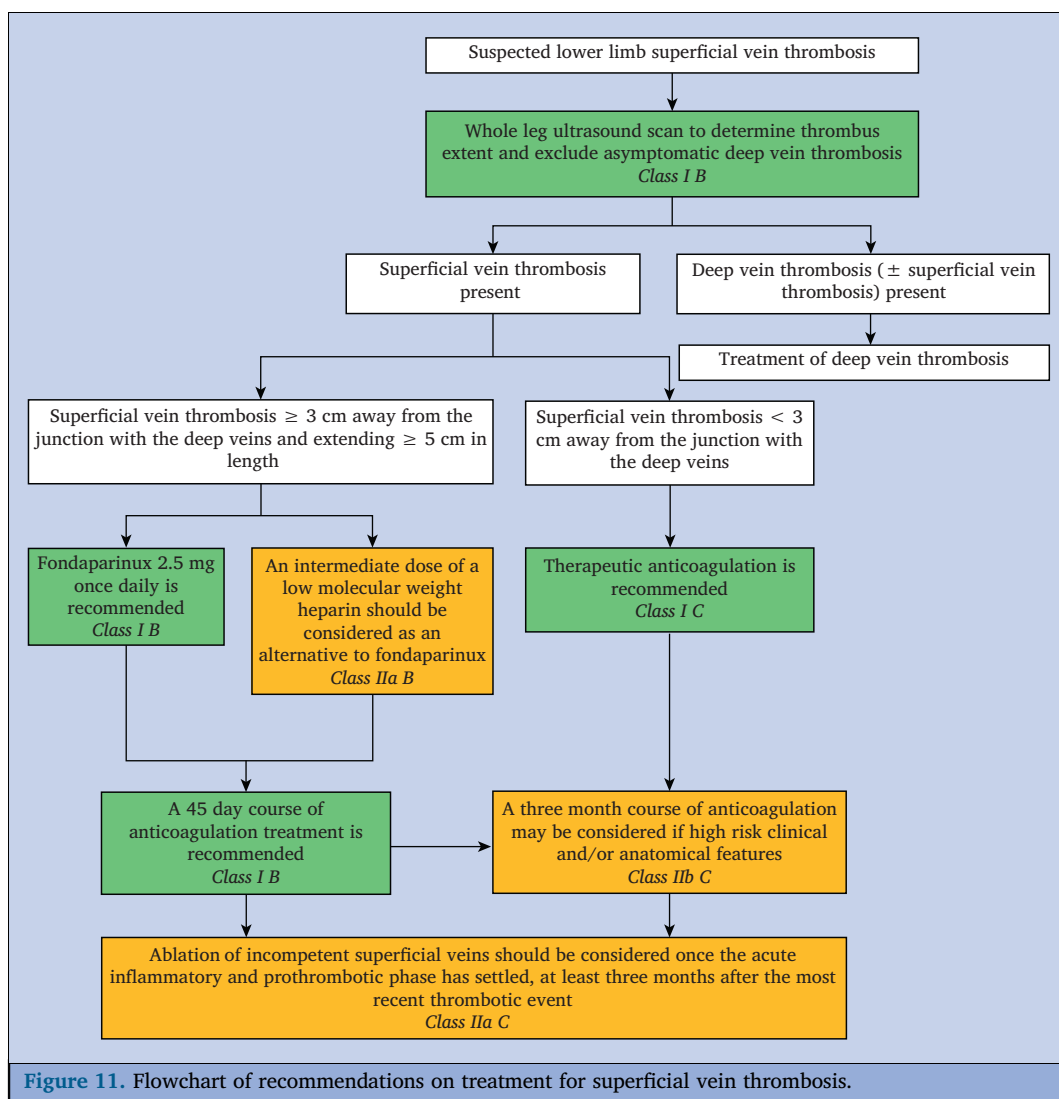 Suspected lower limb superficial vein thrombosis
Whole leg ultrasound scan to determine thrombus
extent and exclude asymptomatic deep vein thrombosis
Class I B
Superficial vein thrombosis
present
Deep vein thrombosis (± superficial vein
thrombosis) present
Treatment of deep vein thrombosis
Superficial vein thrombosis ≥ 3 cm away from the
junction with the deep veins and extending ≥ 5 cm in
length
Superficial vein thrombosis < 3
cm away from the junction with
the deep veins
Fondaparinux 2.5 mg
once daily is
recommended
Class I B
An intermediate dose of a
low molecular weight
heparin should be
considered as an
alternative to fondaparinux
Class IIa B
Therapeutic anticoagulation is
recommended
Class I C
A 45 day course of
anticoagulation treatment is
recommended
Class I B
A three month course of anticoagulation
may be considered if high risk clinical
and/or anatomical features
Class IIb C
Ablation of incompetent superficial veins should be considered once the acute
inflammatory and prothrombotic phase has settled, at least three months after the most
recent thrombotic event
Class IIa C
Figure 11. Flowchart of recommendations on treatment for superficial vein thrombosis.